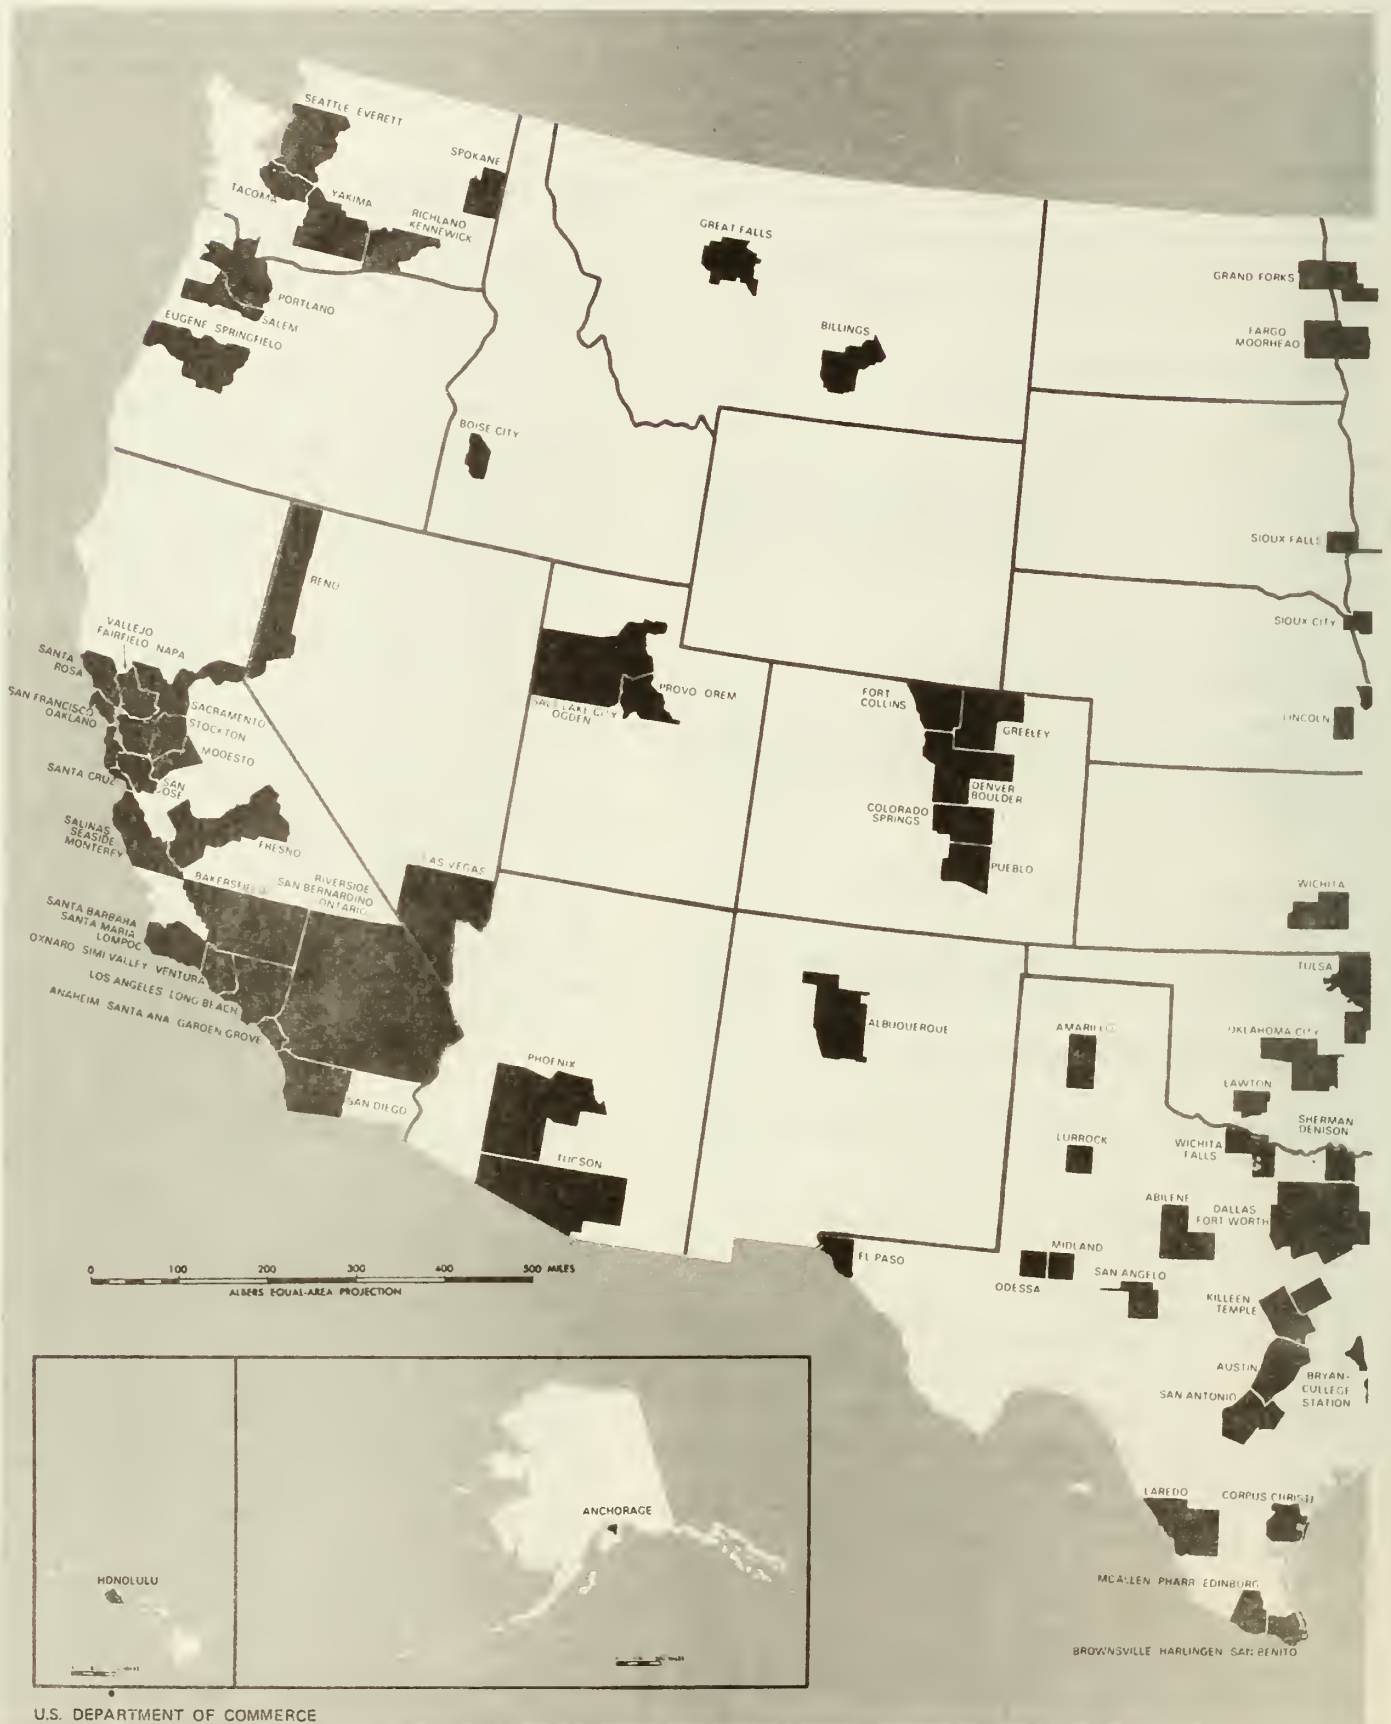 SEATTLE EVERETT
SPOKANE
TACOMA
YAKIMA
RICHLANO
KENNEWICK
GREAT FALLS
GRAND FORKS
PORTLANO
SALEM
EUGENE SPRINGFIELO
BILLINGS
FARGO
MOORHEAO
BOISE CITY
SIOUX FALLS
RENO
SIOUX CITY
VALLEJO
FAIRFIELO NAPA
SANTA
ROSA
SAN FRANCISCO
OAKLANO
SACRAMENTO
STOCKTON
MODESTO
SANTA CRUZ
SAN
JOSE
PROVO OREM
SALT LAKE CITY
OGDEN
FORT
COLLINS
GREELEY
LINCOLN
DENVER
BOULDER
COLORADO
SPRINGS
PUEBLO
SALINAS
SEASIDE
MONTEREY
FRESNO
LAS VEGAS
BAKERSFIELD
RIVERSIDE
SAN BERNARDINO
ONTARIO
WICHITA
SANTA BARBARA
SANTA MARIA
LOMPOC
OXNARO SIMI VALLEY VENTURA
LOS ANGELES LONG BEACH
ANAHEIM SANTA ANA GARDEN GROVE
TULSA
ALBUQUERQUE
AMARILLO
OKLAHOMA CITY
PHOENIX
SAN DIEGO
LAWTON
SHERMAN
DENISON
LUBBOCK
WICHITA
FALLS
TUCSON
ABILENE
DALLAS
FORT WORTH
EL PASO
MIDLAND
ODESSA
SAN ANGELO
KILLEEN
TEMPLE
0 100 200 300 400 500 MILES
ALBERS EQUAL-AREA PROJECTION
AUSTIN
BRYAN-
COLLEGE
STATION
SAN ANTONIO
LAREDO
CORPUS CHRISTI
ANCHORAGE
HONOLULU
MCALLEN PHARR EDINBURG
BROWNSVILLE HARLINGEN SAN BENITO
U.S. DEPARTMENT OF COMMERCE